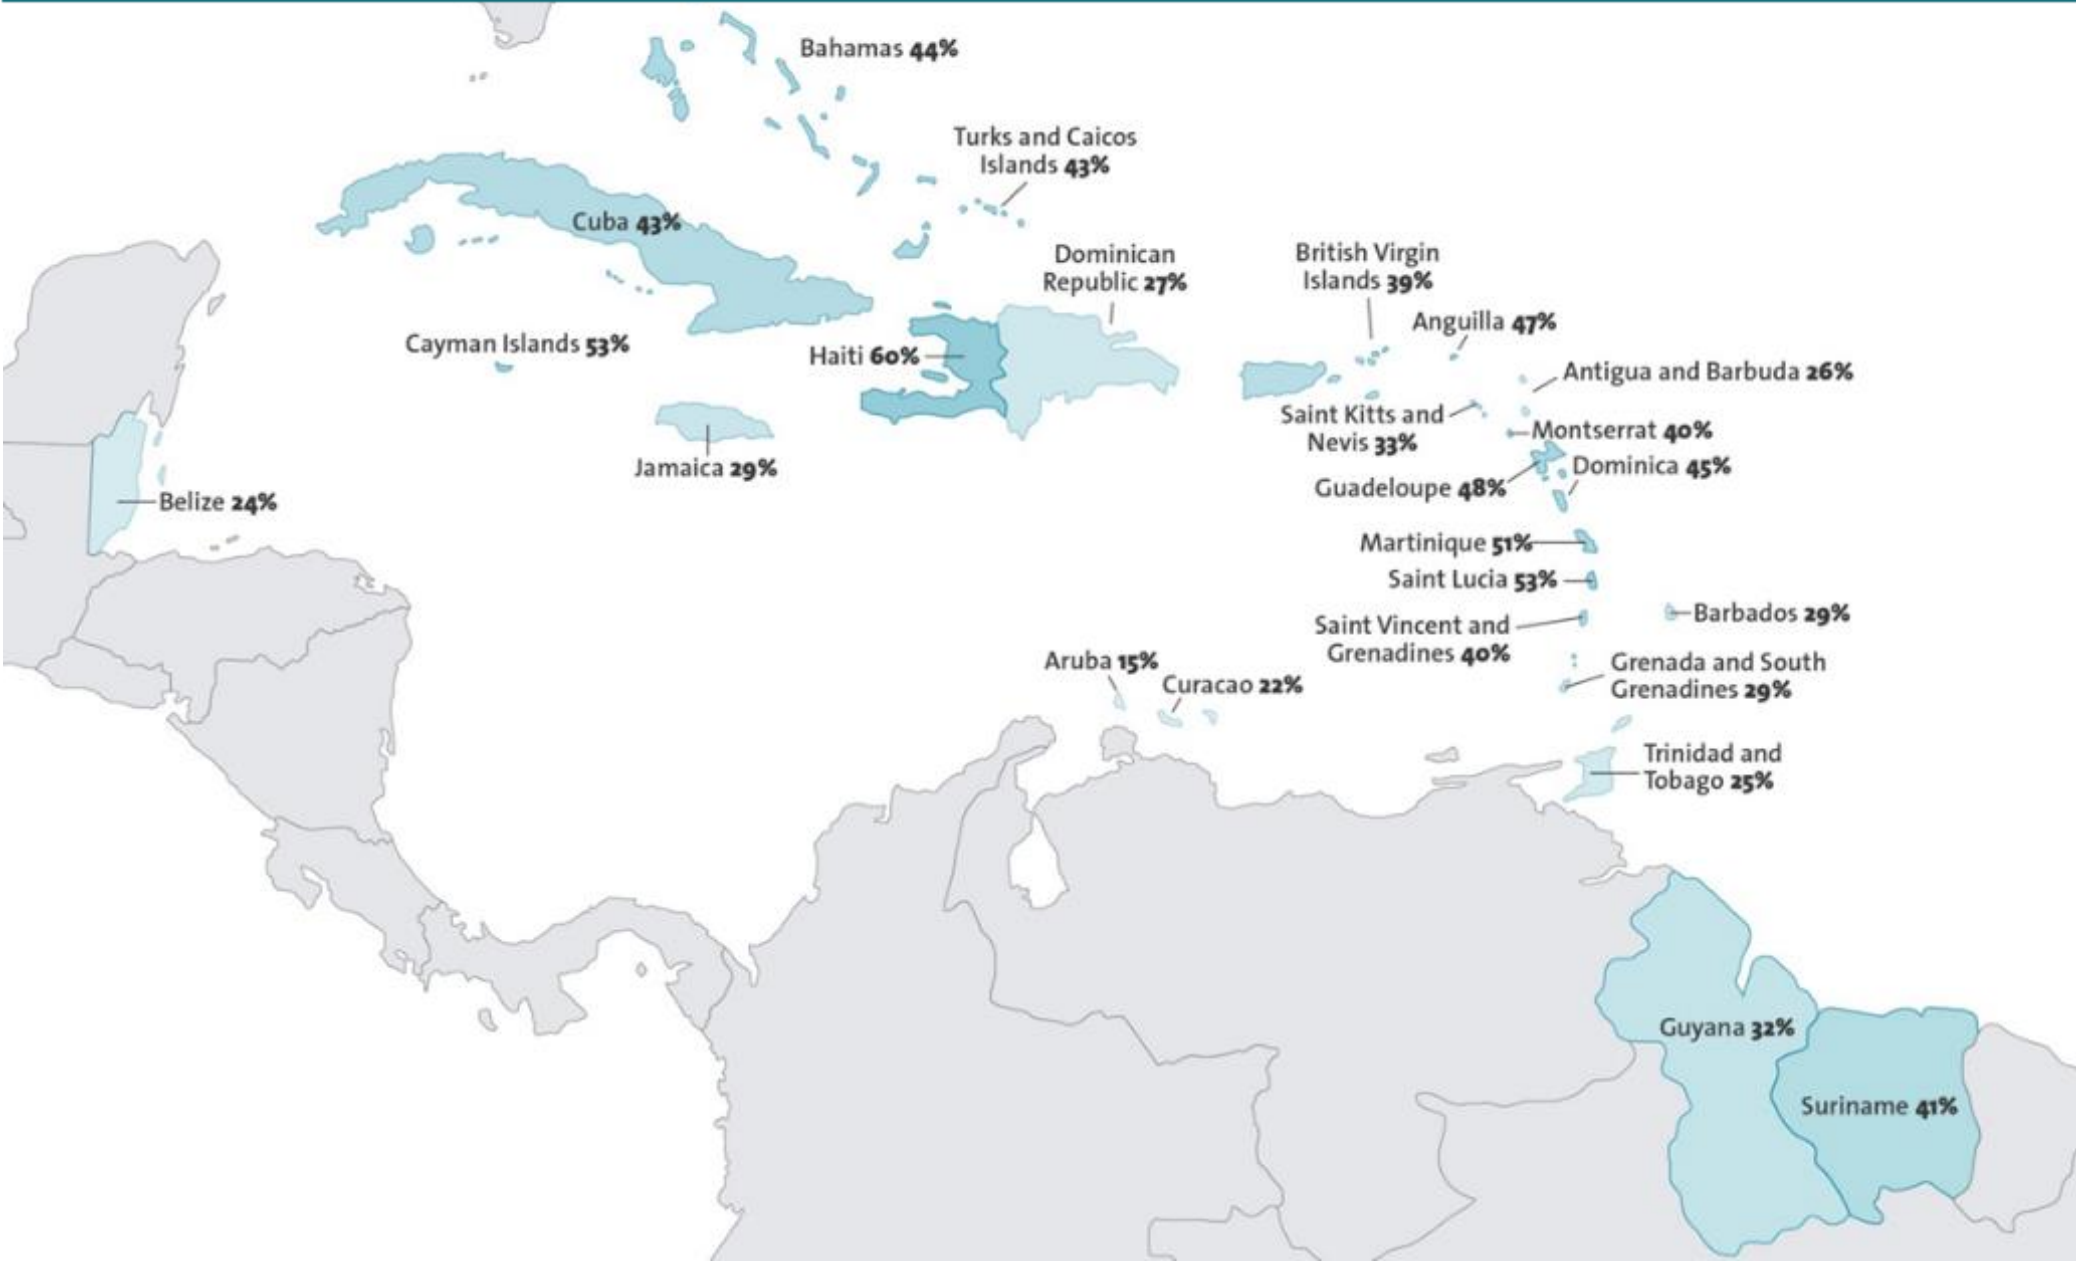 Bahamas 44%
Turks and Caicos
Islands 43%
Cuba 43%
Dominican
Republic 27%
British Virgin
Islands 39%
Anguilla 47%
Cayman Islands 53%
Haiti 60%
Antigua and Barbuda 26%
Saint Kitts and
Nevis 33%
Montserrat 40%
Jamaica 29%
Dominica 45%
Guadeloupe 48%
Belize 24%
Martinique 51%
Saint Lucia 53%
Barbados 29%
Saint Vincent and
Grenadines 40%
Aruba 15%
Grenada and South
Grenadines 29%
Curacao 22%
Trinidad and
Tobago 25%
Guyana 32%
Suriname 41%